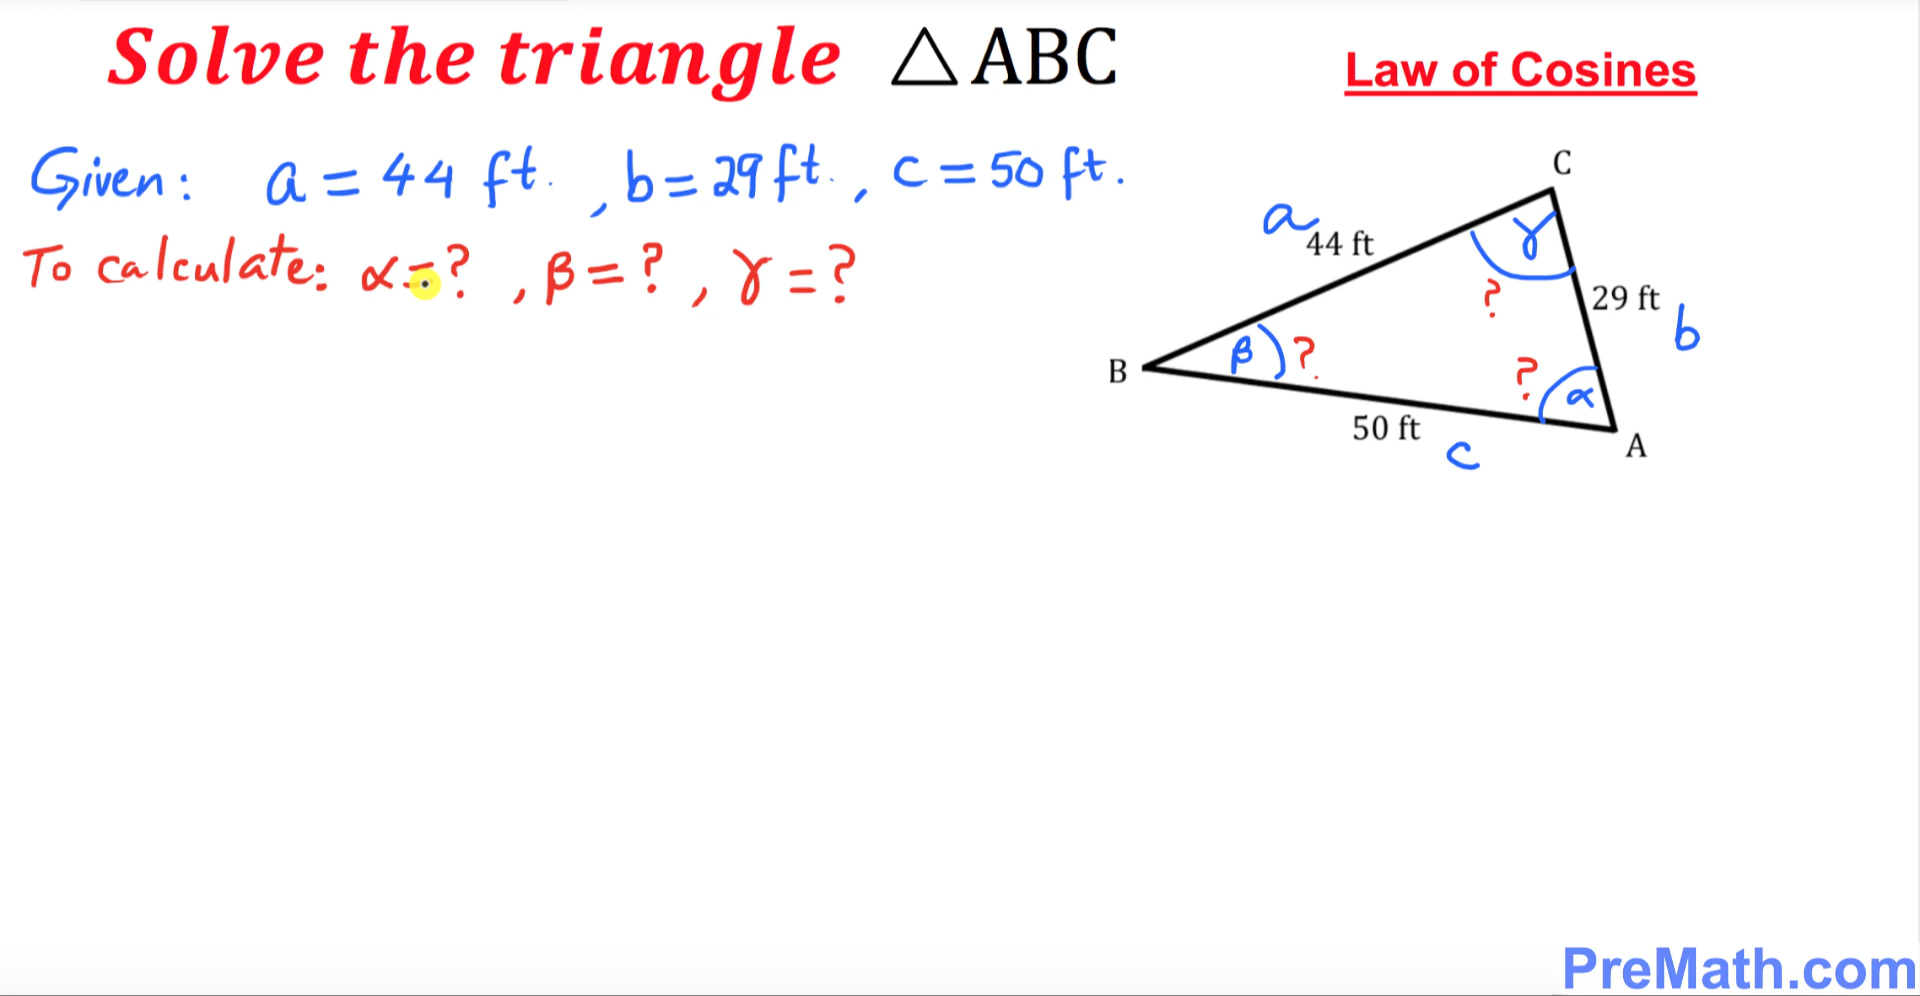 Solve the triangle △ABC
Law of Cosines
Given: a = 44 ft. , b = 29 ft. , c = 50 ft.
To calculate: α = ? , β = ? , γ = ?
C
a
44 ft
γ
?
29 ft
b
B
β
?
?
α
50 ft
c
A
PreMath.com